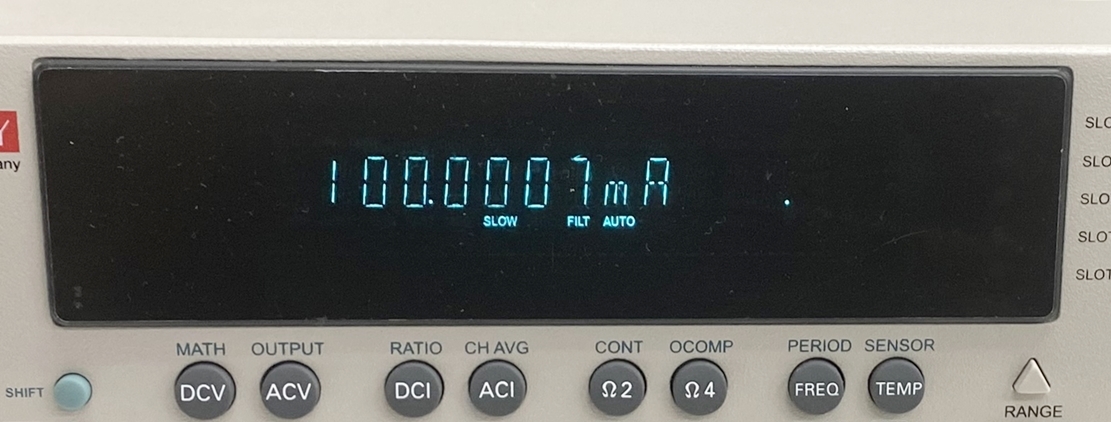 Y
any
100.0007mA
SLOW FILT AUTO
SLO
SLO
SLO
SLOT
SLOT
MATH OUTPUT RATIO CH AVG CONT OCOMP PERIOD SENSOR
SHIFT DCV ACV DCI ACI Ω2 Ω4 FREQ TEMP
RANGE